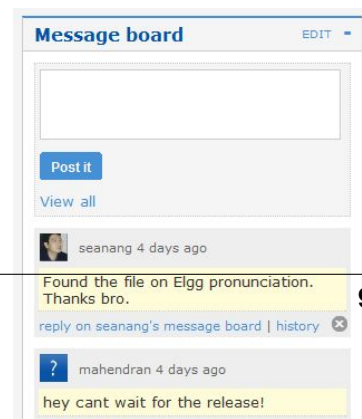 Message board EDIT -
Post it
View all
seanang 4 days ago
Found the file on Elgg pronunciation.
Thanks bro.
reply on seanang's message board | history
? mahendran 4 days ago
hey cant wait for the release!